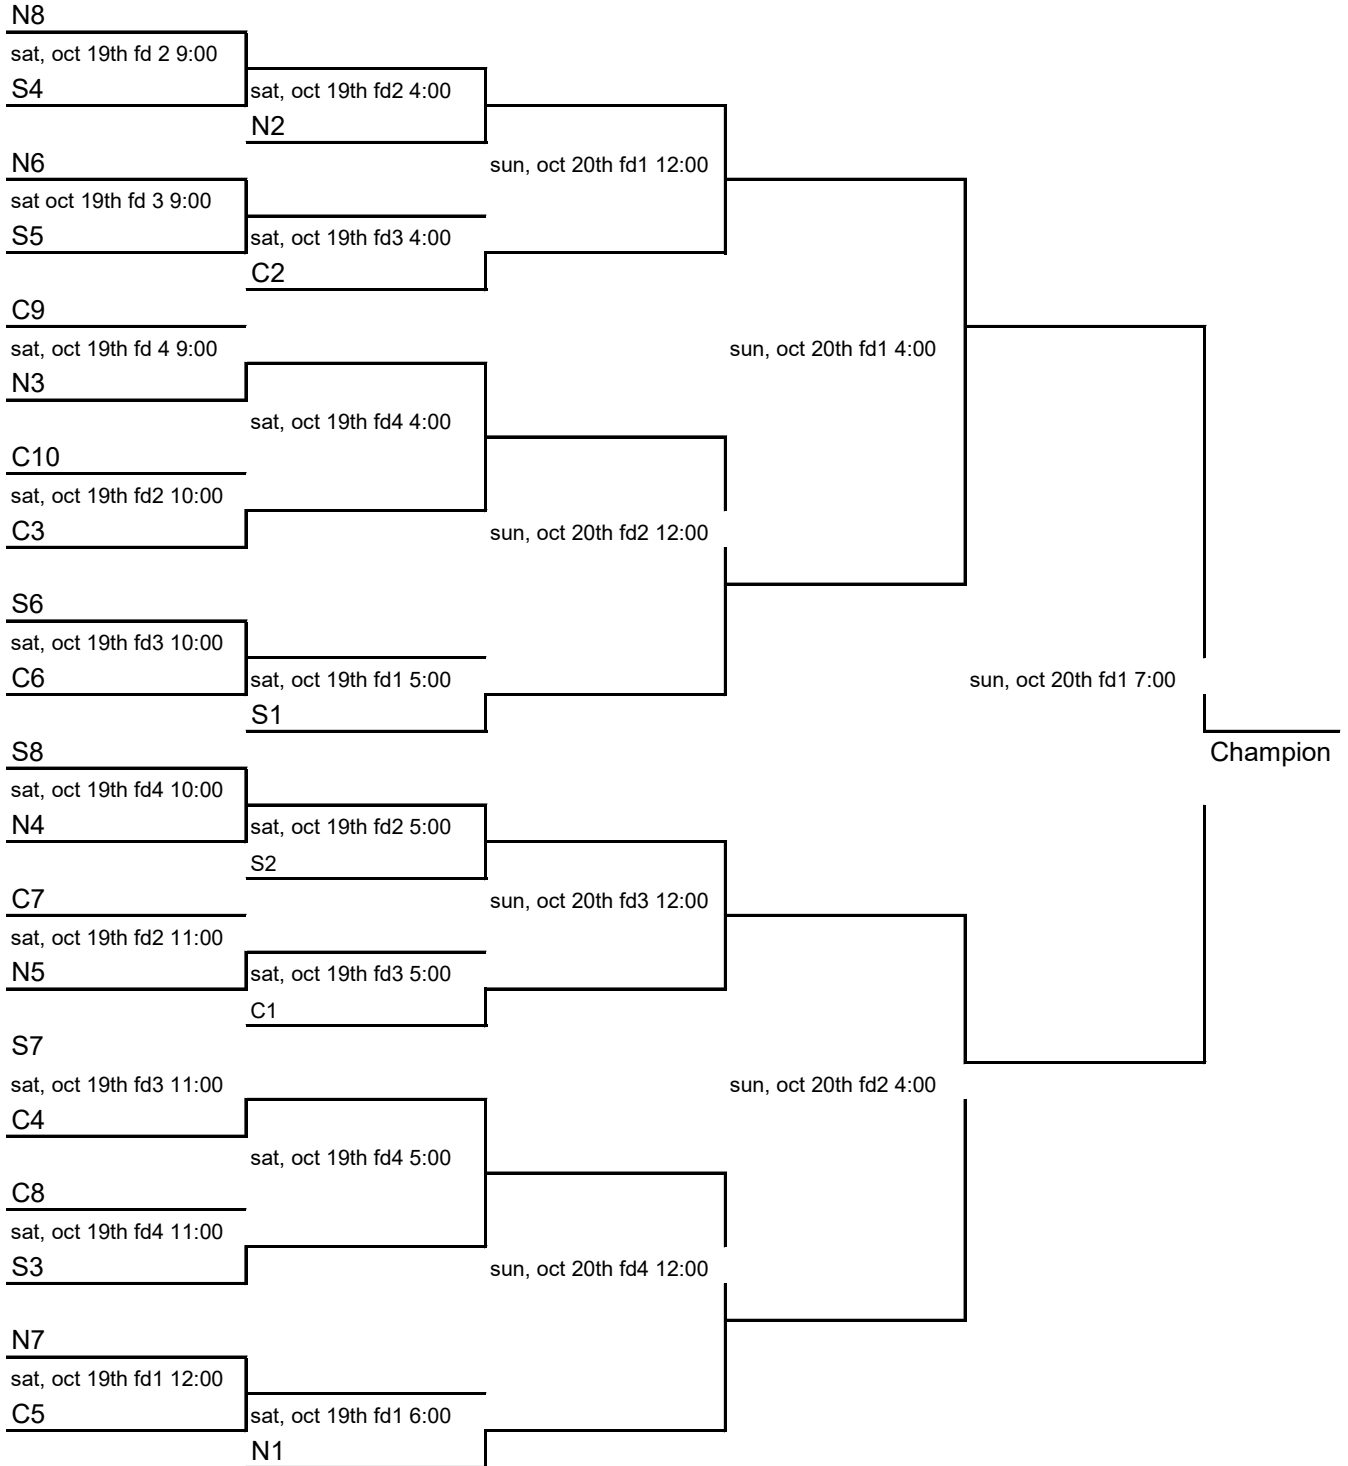 N8
sat, oct 19th fd 2 9:00
S4
sat, oct 19th fd2 4:00
N2
N6
sun, oct 20th fd1 12:00
sat oct 19th fd 3 9:00
S5
sat, oct 19th fd3 4:00
C2
C9
sat, oct 19th fd 4 9:00
sun, oct 20th fd1 4:00
N3
sat, oct 19th fd4 4:00
C10
sat, oct 19th fd2 10:00
C3
sun, oct 20th fd2 12:00
S6
sat, oct 19th fd3 10:00
C6
sat, oct 19th fd1 5:00
sun, oct 20th fd1 7:00
S1
S8
Champion
sat, oct 19th fd4 10:00
N4
sat, oct 19th fd2 5:00
S2
C7
sun, oct 20th fd3 12:00
sat, oct 19th fd2 11:00
N5
sat, oct 19th fd3 5:00
C1
S7
sat, oct 19th fd3 11:00
sun, oct 20th fd2 4:00
C4
sat, oct 19th fd4 5:00
C8
sat, oct 19th fd4 11:00
S3
sun, oct 20th fd4 12:00
N7
sat, oct 19th fd1 12:00
C5
sat, oct 19th fd1 6:00
N1